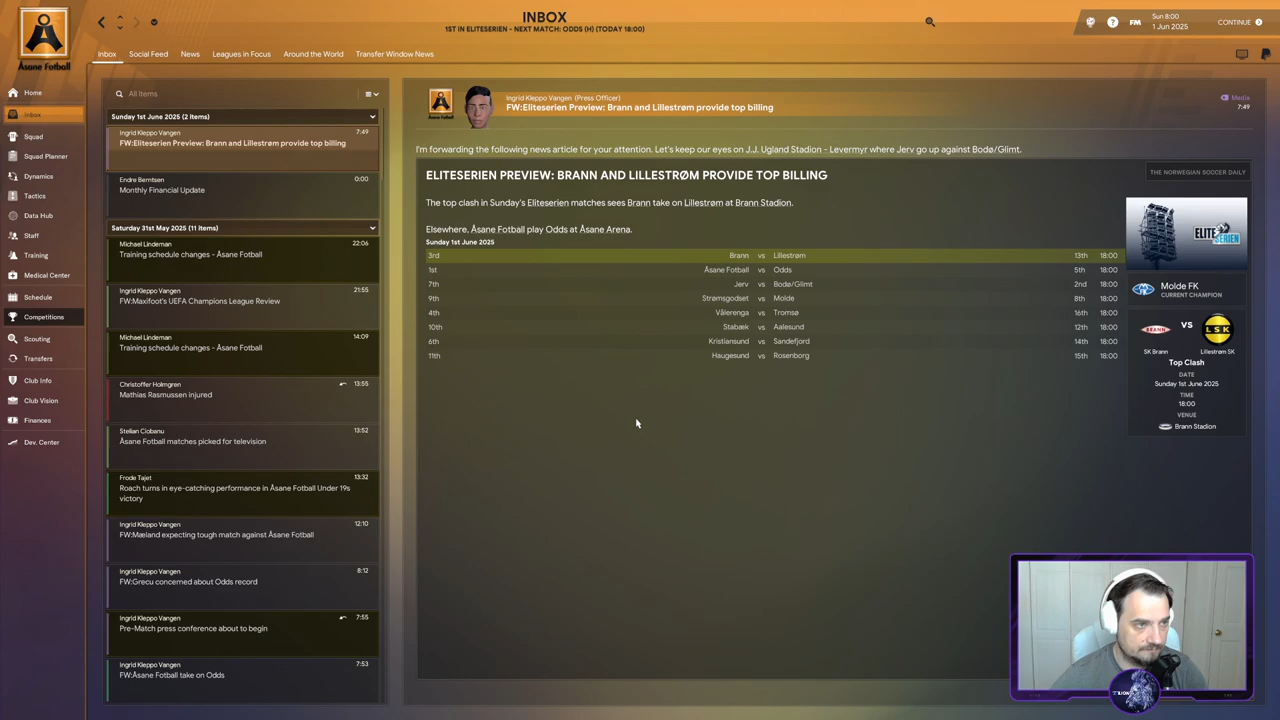 INBOX
1ST IN ELITESERIEN - NEXT MATCH: ODDS (H) (TODAY 18:00)
FM
Sun 8:00
1 Jun 2025
CONTINUE
Åsane Fotball
Inbox
Social Feed
News
Leagues in Focus
Around the World
Transfer Window News
Home
Inbox
Squad
Squad Planner
Dynamics
Tactics
Data Hub
Staff
Training
Medical Center
Schedule
Competitions
Scouting
Transfers
Club Info
Club Vision
Finances
Dev. Center
All Items
Sunday 1st June 2025 (2 items)
Ingrid Kleppo Vangen 7:49
FW:Eliteserien Preview: Brann and Lillestrøm provide top billing
Endre Berntsen 0:00
Monthly Financial Update
Saturday 31st May 2025 (11 items)
Michael Lindeman 22:06
Training schedule changes - Åsane Fotball
Ingrid Kleppo Vangen 21:55
FW:Maxifoot's UEFA Champions League Review
Michael Lindeman 14:09
Training schedule changes - Åsane Fotball
Christoffer Holmgren 13:55
Mathias Rasmussen injured
Stelian Ciobanu 13:52
Åsane Fotball matches picked for television
Frode Tajet 13:32
Roach turns in eye-catching performance in Åsane Fotball Under 19s
victory
Ingrid Kleppo Vangen 12:10
FW:Mæland expecting tough match against Åsane Fotball
Ingrid Kleppo Vangen 8:12
FW:Grecu concerned about Odds record
Ingrid Kleppo Vangen 7:55
Pre-Match press conference about to begin
Ingrid Kleppo Vangen 7:53
FW:Åsane Fotball take on Odds
Ingrid Kleppo Vangen (Press Officer)
FW:Eliteserien Preview: Brann and Lillestrøm provide top billing
Media
7:49
I'm forwarding the following news article for your attention. Let's keep our eyes on J.J. Ugland Stadion - Levermyr where Jerv go up against Bodø/Glimt.
ELITESERIEN PREVIEW: BRANN AND LILLESTRØM PROVIDE TOP BILLING
THE NORWEGIAN SOCCER DAILY
The top clash in Sunday's Eliteserien matches sees Brann take on Lillestrøm at Brann Stadion.
Elsewhere, Åsane Fotball play Odds at Åsane Arena.
Sunday 1st June 2025
3rd Brann vs Lillestrøm 13th 18:00
1st Åsane Fotball vs Odds 5th 18:00
7th Jerv vs Bodø/Glimt 2nd 18:00
9th Strømsgodset vs Molde 8th 18:00
4th Vålerenga vs Tromsø 16th 18:00
10th Stabæk vs Aalesund 12th 18:00
6th Kristiansund vs Sandefjord 14th 18:00
11th Haugesund vs Rosenborg 15th 18:00
ELITE
SERIEN
Molde FK
CURRENT CHAMPION
BRANN
VS
LSK
SK Brann
Lillestrøm SK
Top Clash
DATE
Sunday 1st June 2025
TIME
18:00
VENUE
Brann Stadion